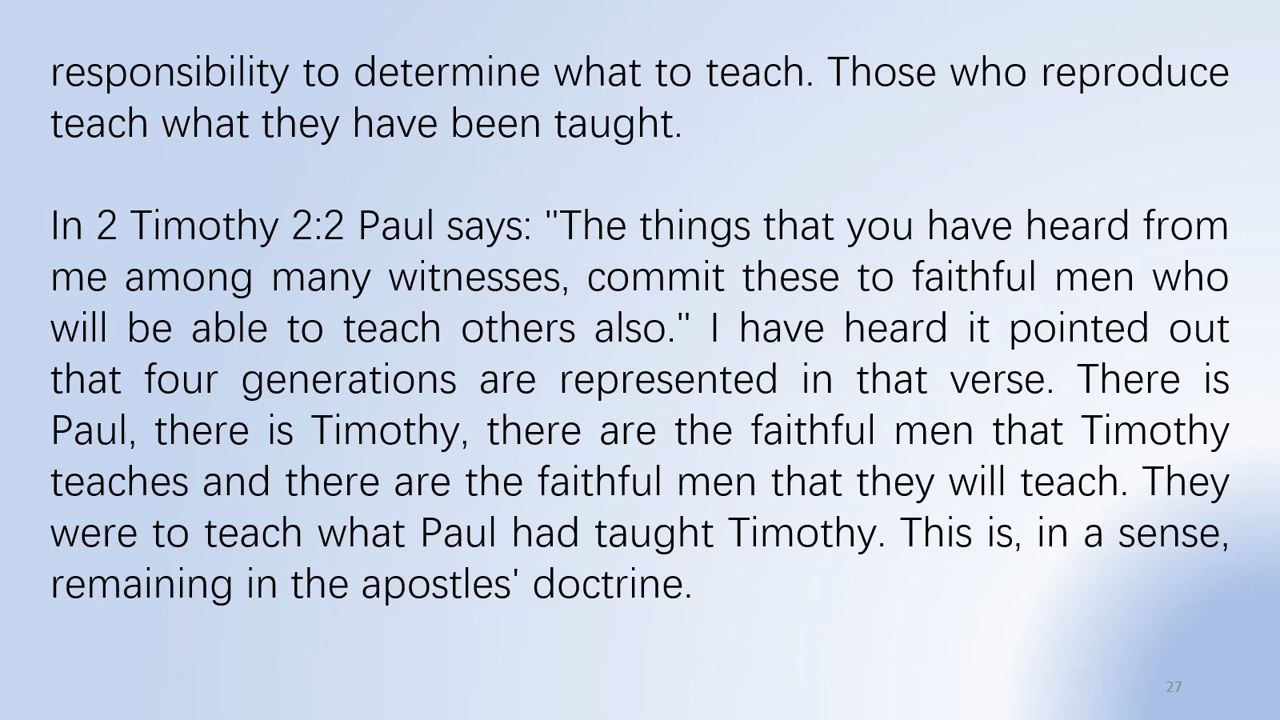 responsibility to determine what to teach. Those who reproduce
teach what they have been taught.
In 2 Timothy 2:2 Paul says: "The things that you have heard from
me among many witnesses, commit these to faithful men who
will be able to teach others also." I have heard it pointed out
that four generations are represented in that verse. There is
Paul, there is Timothy, there are the faithful men that Timothy
teaches and there are the faithful men that they will teach. They
were to teach what Paul had taught Timothy. This is, in a sense,
remaining in the apostles' doctrine.
27